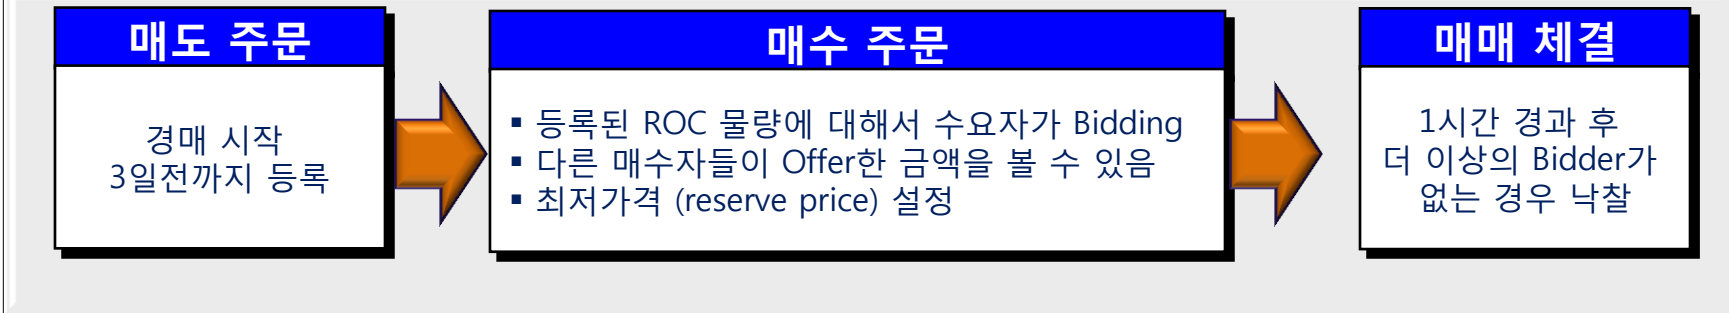 매도 주문
경매 시작
3일전까지 등록
매수 주문
▪ 등록된 ROC 물량에 대해서 수요자가 Bidding
▪ 다른 매수자들이 Offer한 금액을 볼 수 있음
▪ 최저가격 (reserve price) 설정
매매 체결
1시간 경과 후
더 이상의 Bidder가
없는 경우 낙찰